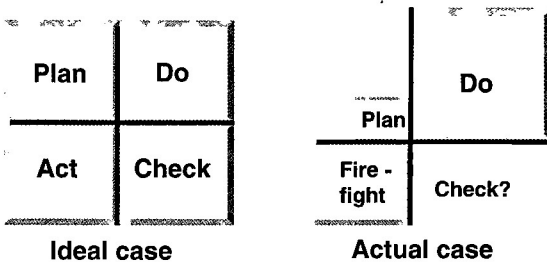 Plan Do
Act Check
Ideal case
Do
Plan
Fire -
fight
Check?
Actual case